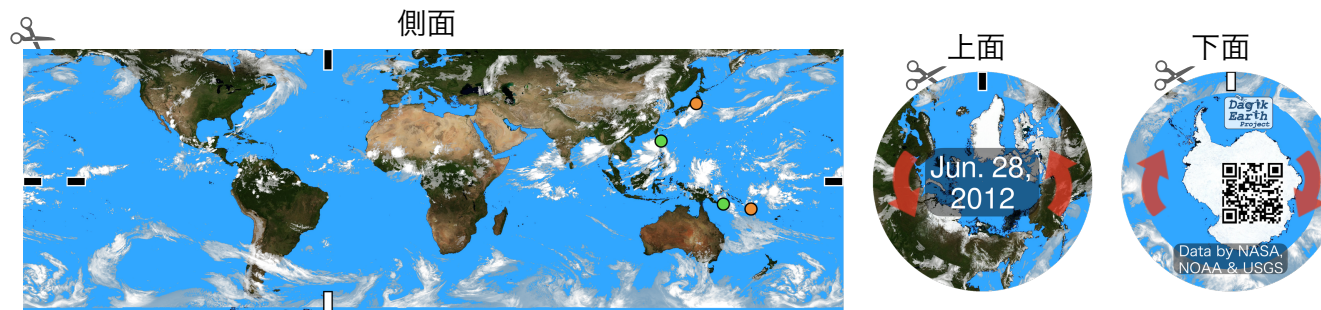 側面
上面
下面
Jun. 28,
2012
Dagik
Earth
Project
Data by NASA,
NOAA & USGS